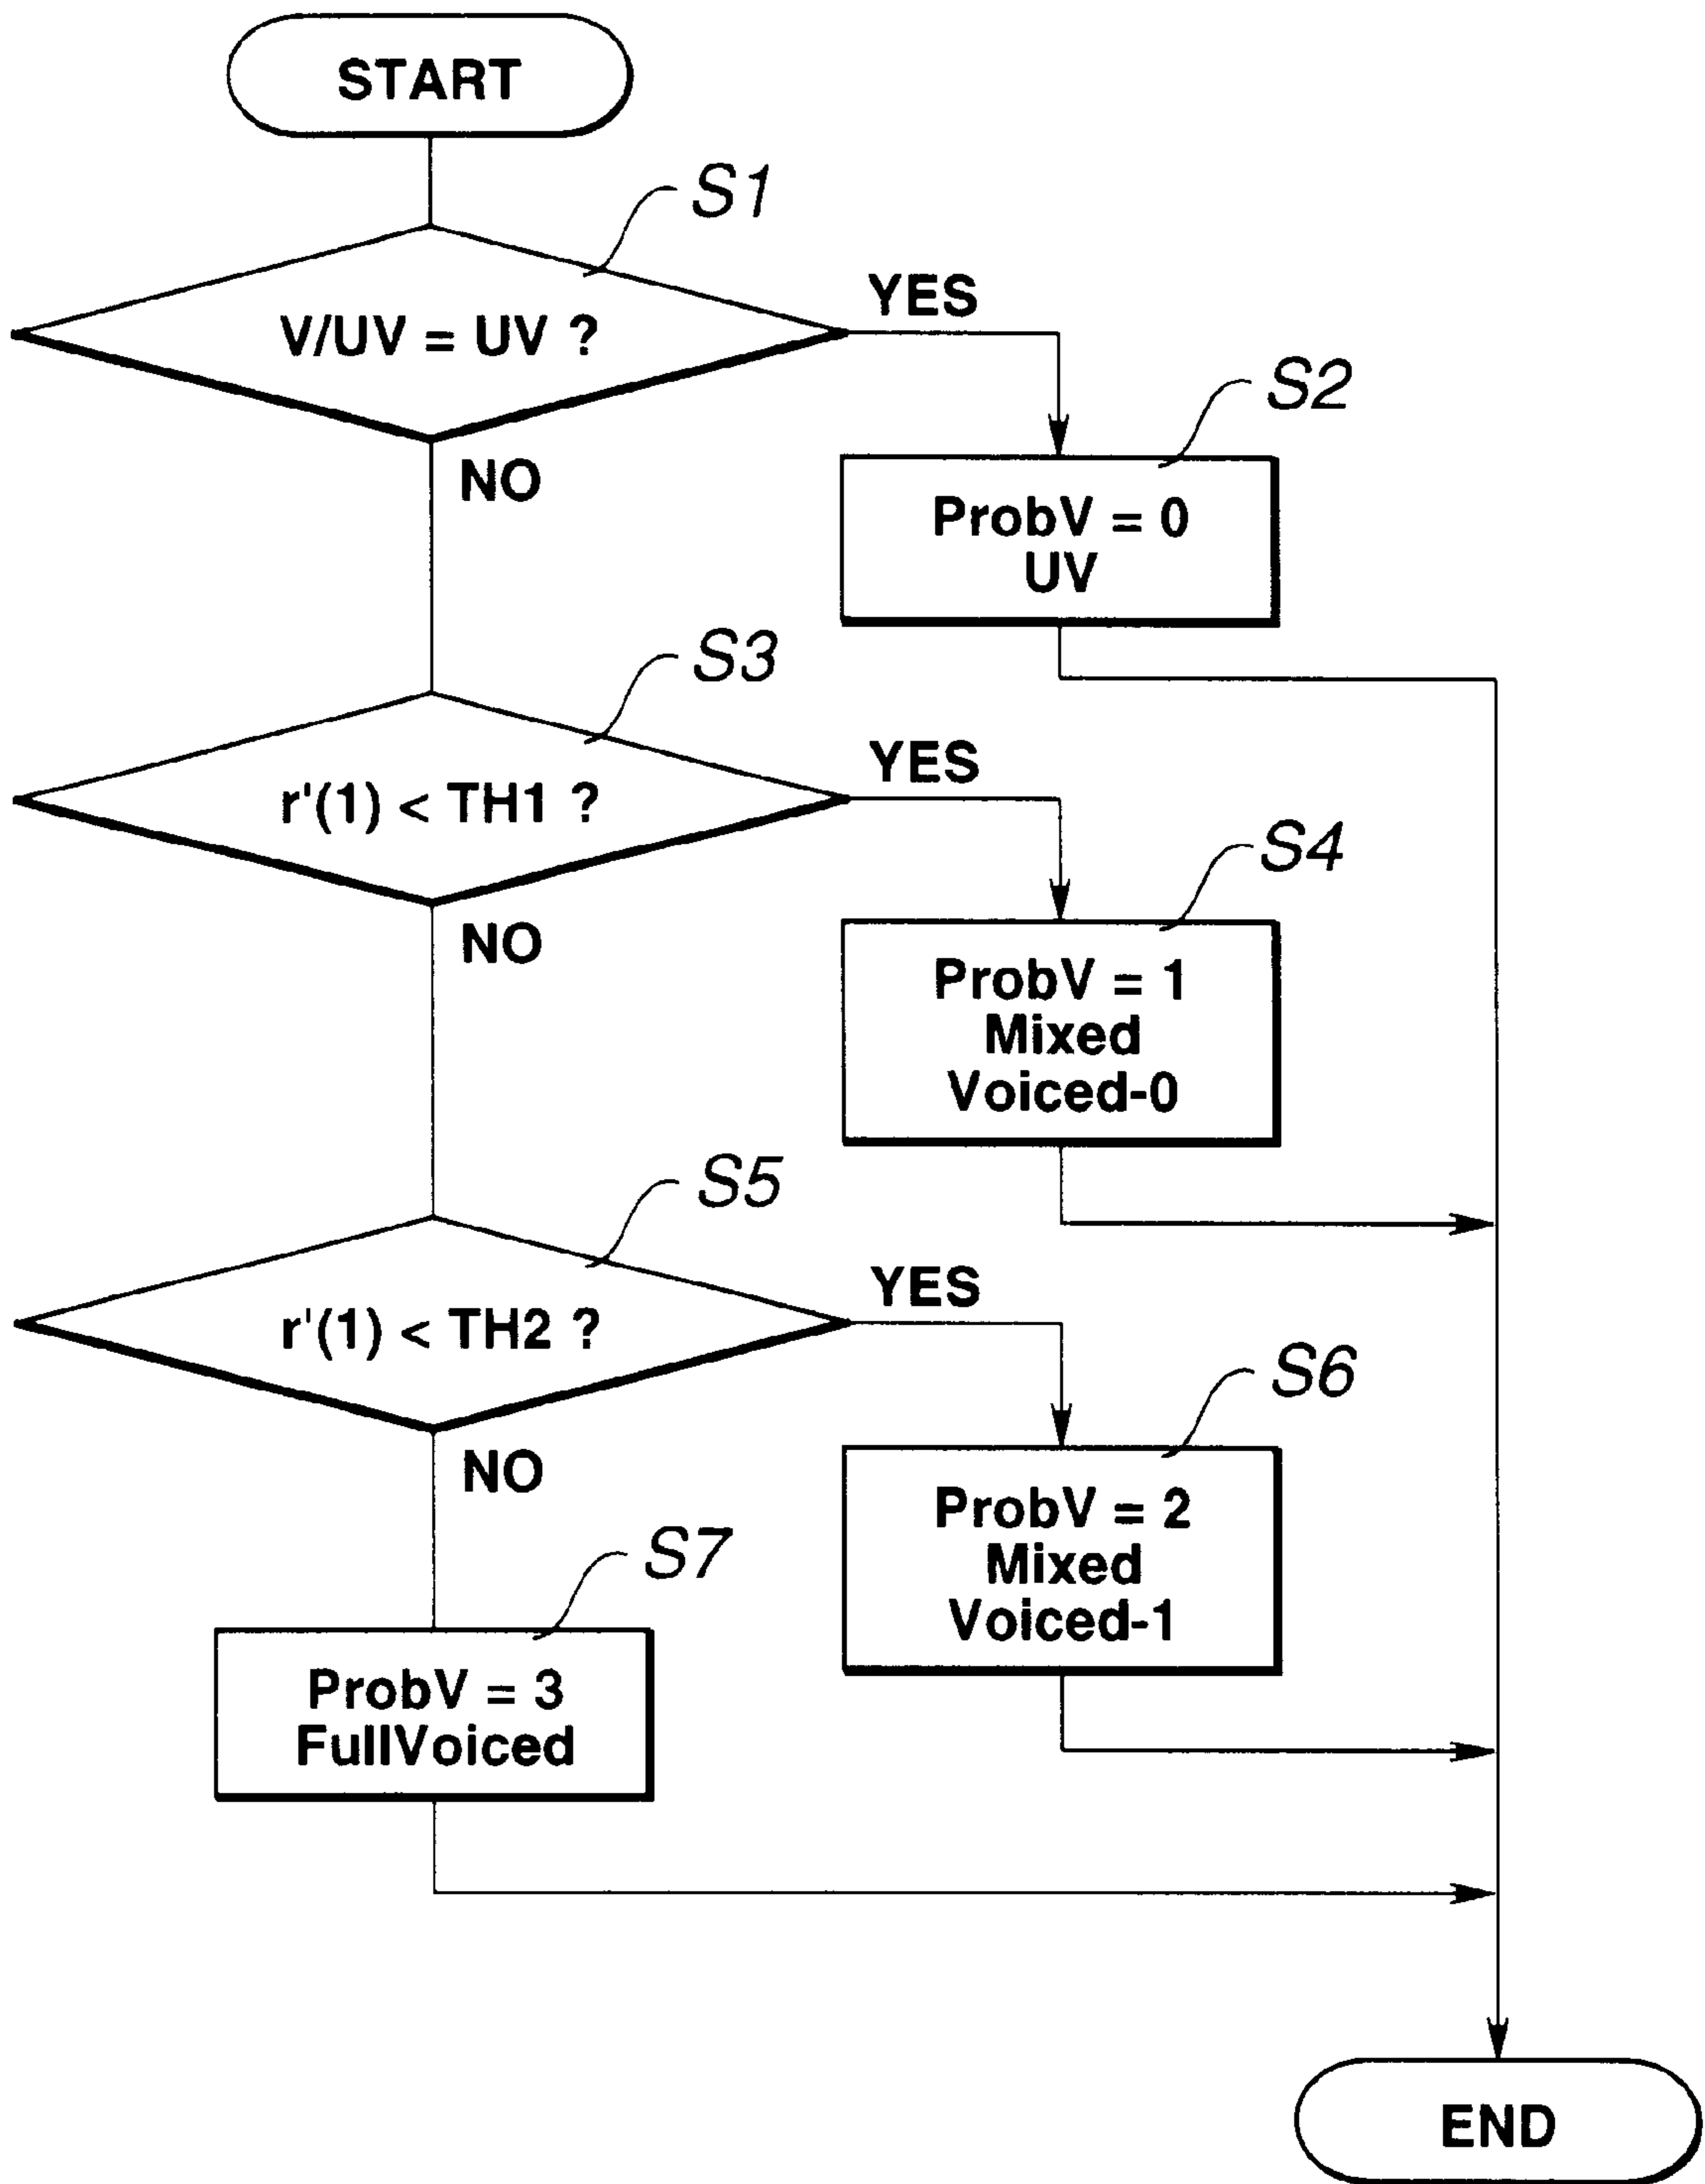 START
S1
V/UV = UV ?
YES
NO
S2
ProbV = 0
UV
S3
r'(1) < TH1 ?
YES
NO
S4
ProbV = 1
Mixed
Voiced-0
S5
r'(1) < TH2 ?
YES
NO
S6
ProbV = 2
Mixed
Voiced-1
S7
ProbV = 3
FullVoiced
END